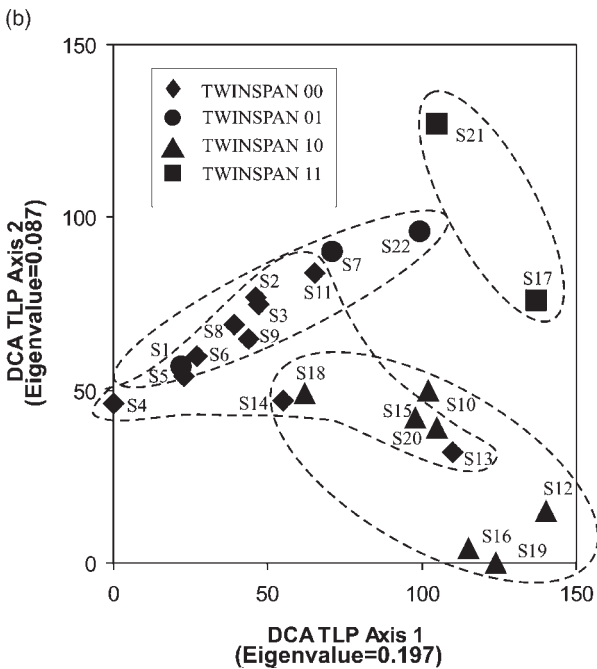 (b)
150
TWINSPAN 00
TWINSPAN 01
TWINSPAN 10
TWINSPAN 11
S21
100
S22
S7
S2
S11
S17
S3
S8
S9
S1
S6
S5
50
S4
S18
S14
S10
S15
S20
S13
S12
S16
S19
0
0
50
100
150
DCA TLP Axis 2
(Eigenvalue=0.087)
DCA TLP Axis 1
(Eigenvalue=0.197)